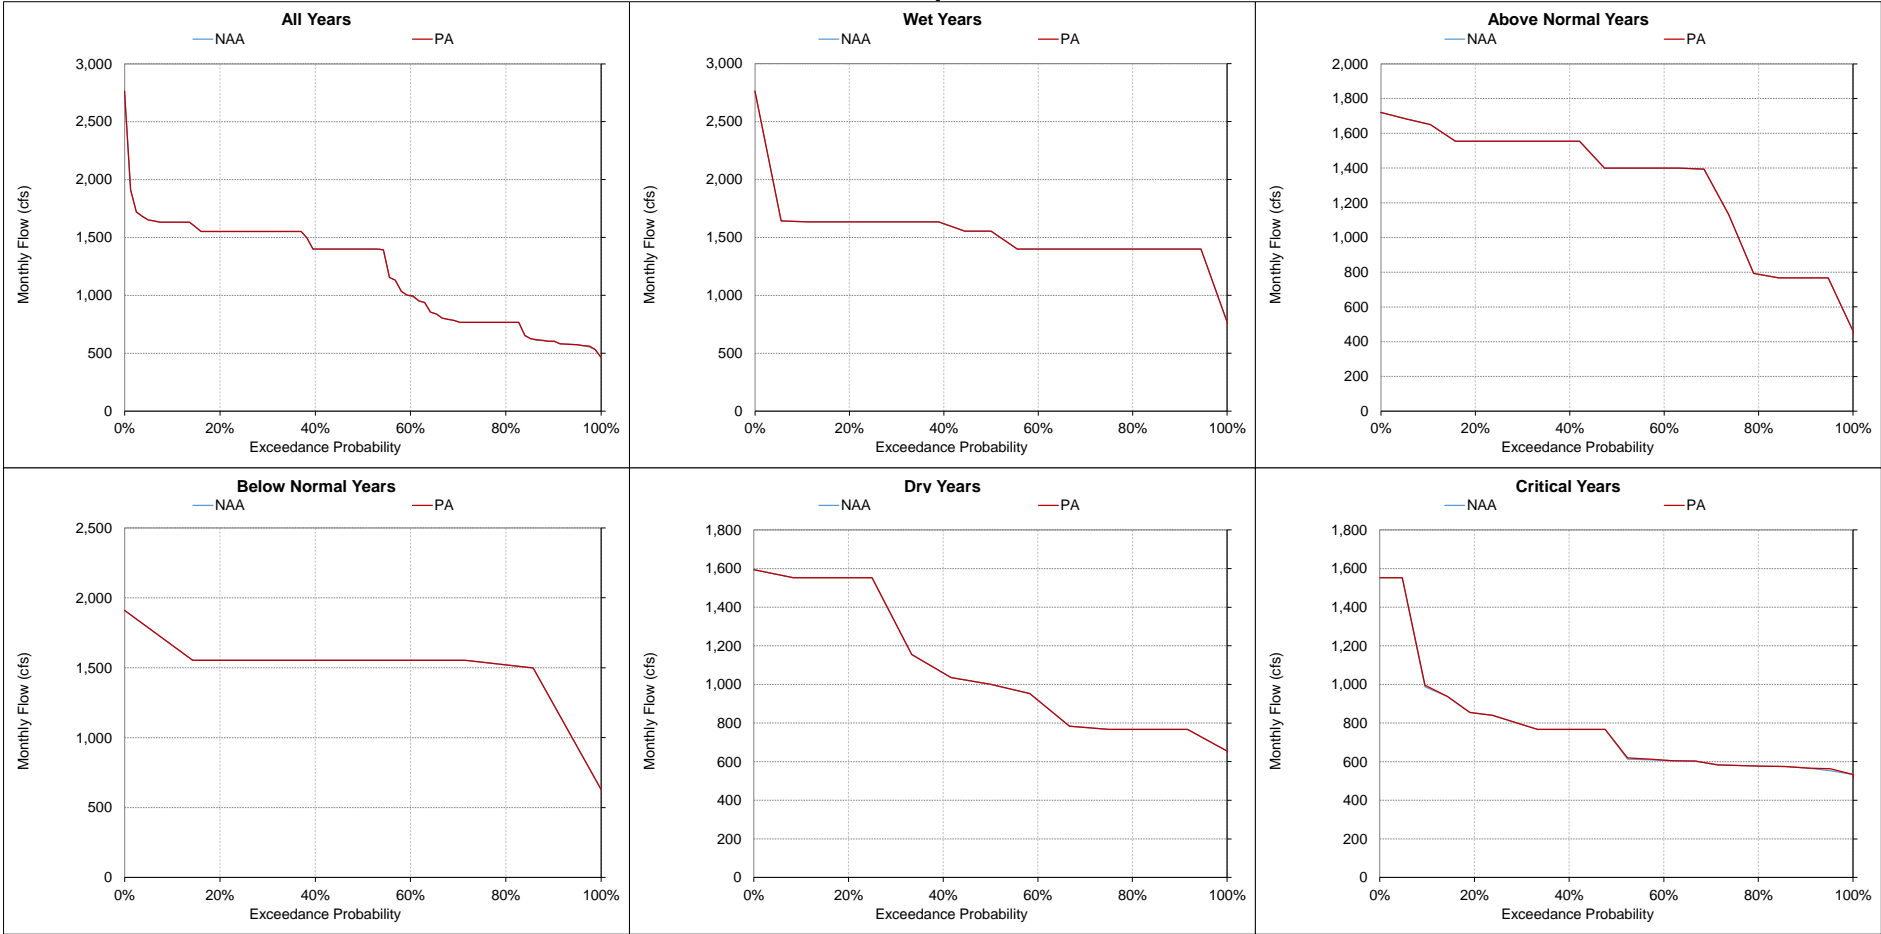 All Years
NAA PA
3,000
2,500
2,000
1,500
1,000
500
0
0% 20% 40% 60% 80% 100%
Monthly Flow (cfs)
Exceedance Probability
Wet Years
NAA PA
3,000
2,500
2,000
1,500
1,000
500
0
0% 20% 40% 60% 80% 100%
Monthly Flow (cfs)
Exceedance Probability
Above Normal Years
NAA PA
2,000
1,800
1,600
1,400
1,200
1,000
800
600
400
200
0
0% 20% 40% 60% 80% 100%
Monthly Flow (cfs)
Exceedance Probability
Below Normal Years
NAA PA
2,500
2,000
1,500
1,000
500
0
0% 20% 40% 60% 80% 100%
Monthly Flow (cfs)
Exceedance Probability
Dry Years
NAA PA
1,800
1,600
1,400
1,200
1,000
800
600
400
200
0
0% 20% 40% 60% 80% 100%
Monthly Flow (cfs)
Exceedance Probability
Critical Years
NAA PA
1,800
1,600
1,400
1,200
1,000
800
600
400
200
0
0% 20% 40% 60% 80% 100%
Monthly Flow (cfs)
Exceedance Probability